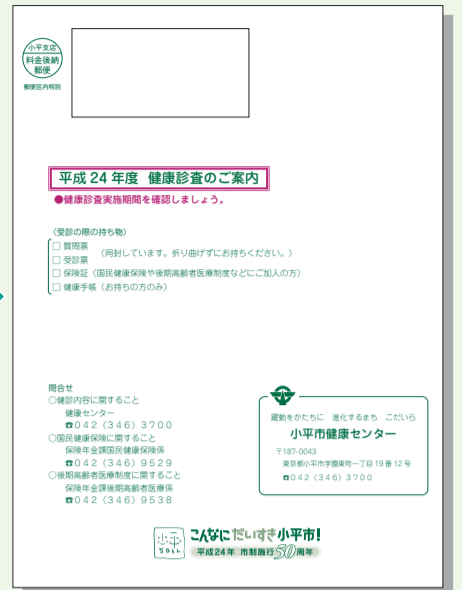 小平支店
料金後納
郵便
郵便区内特別
平成24年度 健康診査のご案内
●健康診査実施期間を確認しましょう。
〈受診の際の持ち物〉
□ 質問票
□ 受診票
（同封しています。折り曲げずにお持ちください。）
□ 保険証（国民健康保険や後期高齢者医療制度などにご加入の方）
□ 健康手帳（お持ちの方のみ）
問合せ
○健診内容に関すること
健康センター
☎042（346）3700
○国民健康保険に関すること
保険年金課国民健康保険係
☎042（346）9529
○後期高齢者医療制度に関すること
保険年金課後期高齢者医療係
☎042（346）9538
躍動をかたちに 進化するまち こだいら
小平市健康センター
〒187-0043
東京都小平市学園東町一丁目19番12号
☎042（346）3700
こんなにだいすき小平市！
平成24年 市制施行50周年